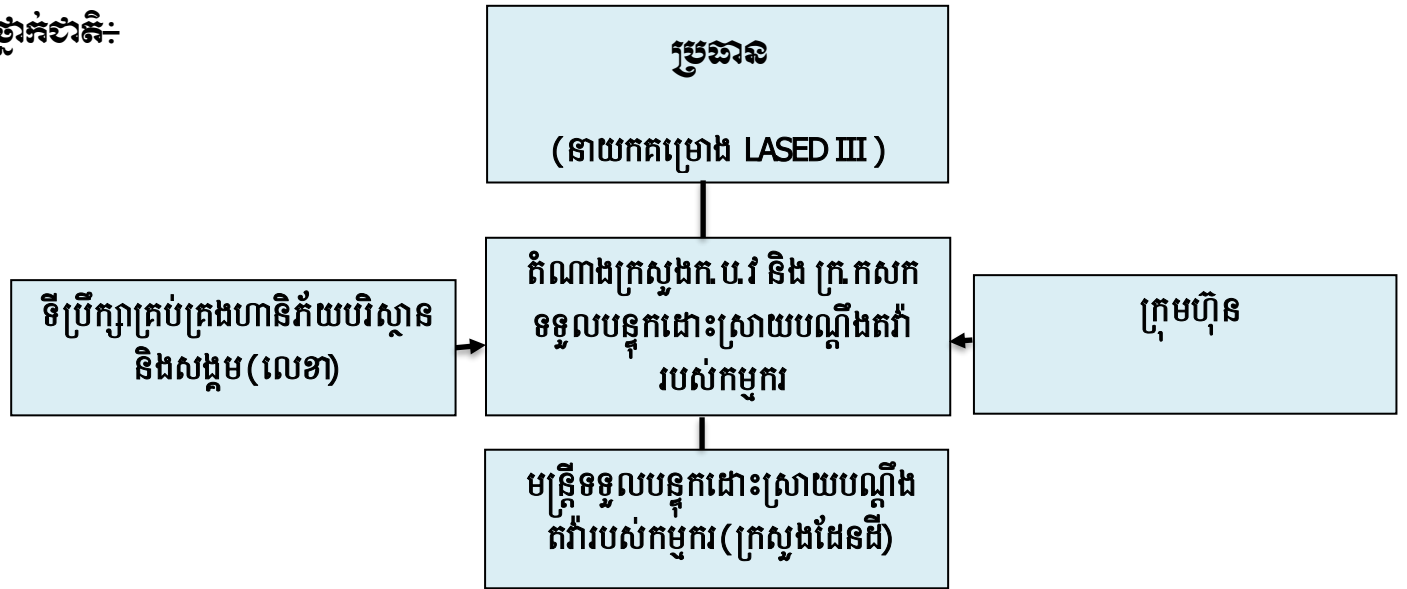 ថ្នាក់ជាតិ៖
ប្រធាន
(នាយកគម្រោង LASED III)
តំណាងក្រសួងក.ប.វ និង ក្រ.កសក
ទទួលបន្ទុកដោះស្រាយបណ្តឹងតវ៉ា
របស់កម្មករ
ទីប្រឹក្សាគ្រប់គ្រងហានិភ័យបរិស្ថាន
និងសង្គម(លេខា)
ក្រុមហ៊ុន
មន្ត្រីទទួលបន្ទុកដោះស្រាយបណ្តឹង
តវ៉ារបស់កម្មករ(ក្រសួងដែនដី)